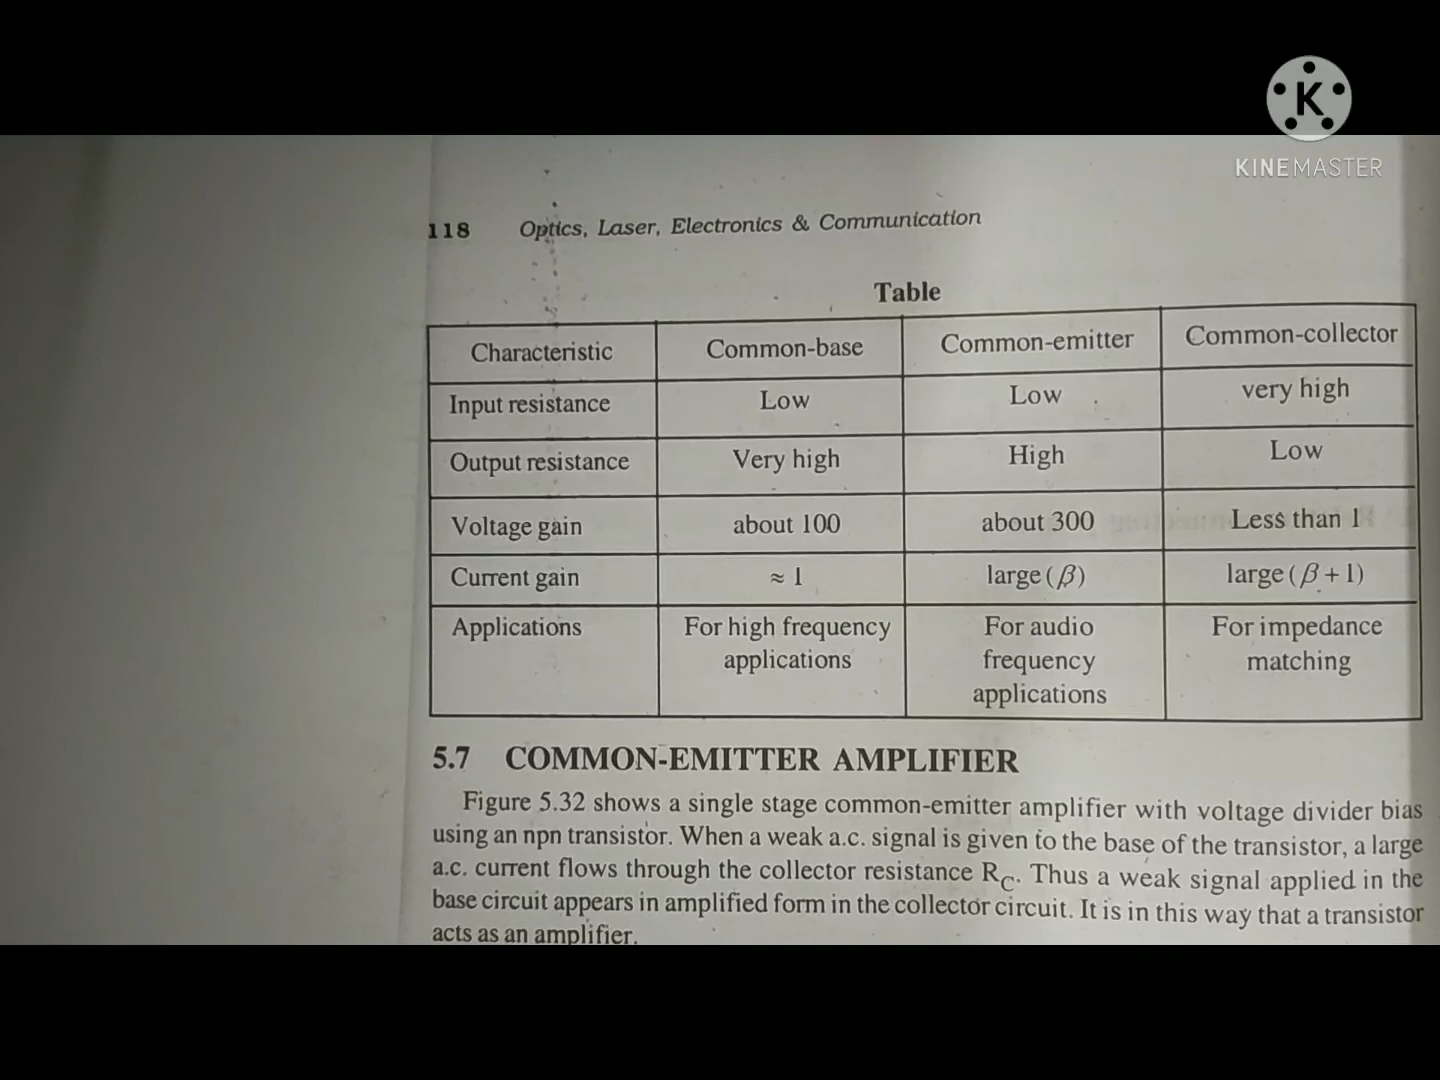 K
KINEMASTER
118 Optics, Laser, Electronics & Communication
Table
Characteristic Common-base Common-emitter Common-collector
Input resistance Low Low very high
Output resistance Very high High Low
Voltage gain about 100 about 300 Less than 1
Current gain ≈ 1 large (β) large (β + 1)
Applications For high frequency For audio For impedance
applications frequency matching
applications
5.7 COMMON-EMITTER AMPLIFIER
Figure 5.32 shows a single stage common-emitter amplifier with voltage divider bias
using an npn transistor. When a weak a.c. signal is given to the base of the transistor, a large
a.c. current flows through the collector resistance RC. Thus a weak signal applied in the
base circuit appears in amplified form in the collector circuit. It is in this way that a transistor
acts as an amplifier.